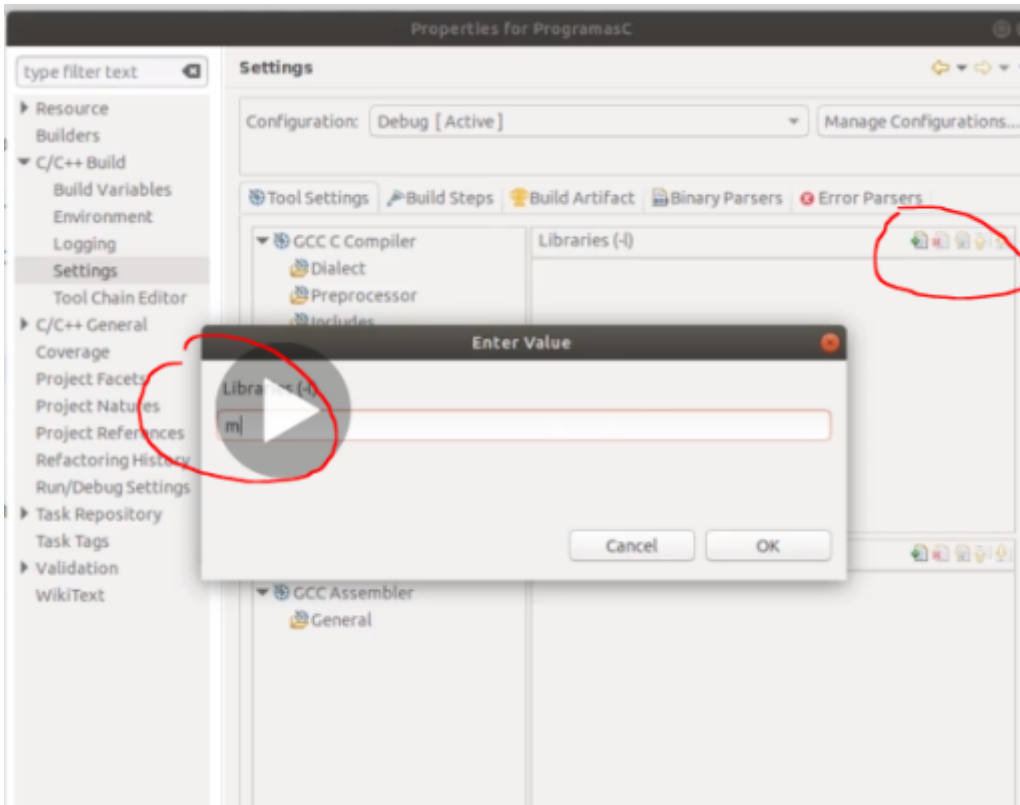 Properties for ProgramasC
type filter text
Settings
Resource
Builders
C/C++ Build
Build Variables
Environment
Logging
Settings
Tool Chain Editor
C/C++ General
Coverage
Project Facets
Project Natures
Project References
Refactoring History
Run/Debug Settings
Task Repository
Task Tags
Validation
WikiText
Configuration: Debug [ Active ]
Manage Configurations...
Tool Settings Build Steps Build Artifact Binary Parsers Error Parsers
GCC C Compiler
Dialect
Preprocessor
Includes
Libraries (-l)
Enter Value
Libraries (-l)
m
Cancel OK
GCC Assembler
General